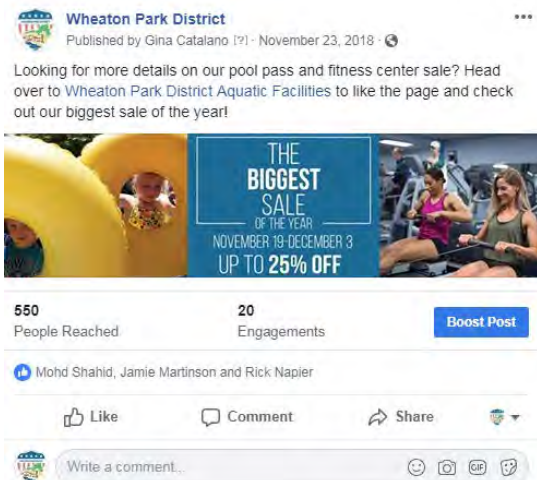 Wheaton Park District
Published by Gina Catalano [?] · November 23, 2018 ·
Looking for more details on our pool pass and fitness center sale? Head
over to Wheaton Park District Aquatic Facilities to like the page and check
out our biggest sale of the year!
THE
BIGGEST
SALE
OF THE YEAR
NOVEMBER 19-DECEMBER 3
UP TO 25% OFF
550
People Reached
20
Engagements
Boost Post
Mohd Shahid, Jamie Martinson and Rick Napier
Like
Comment
Share
Write a comment...
GIF